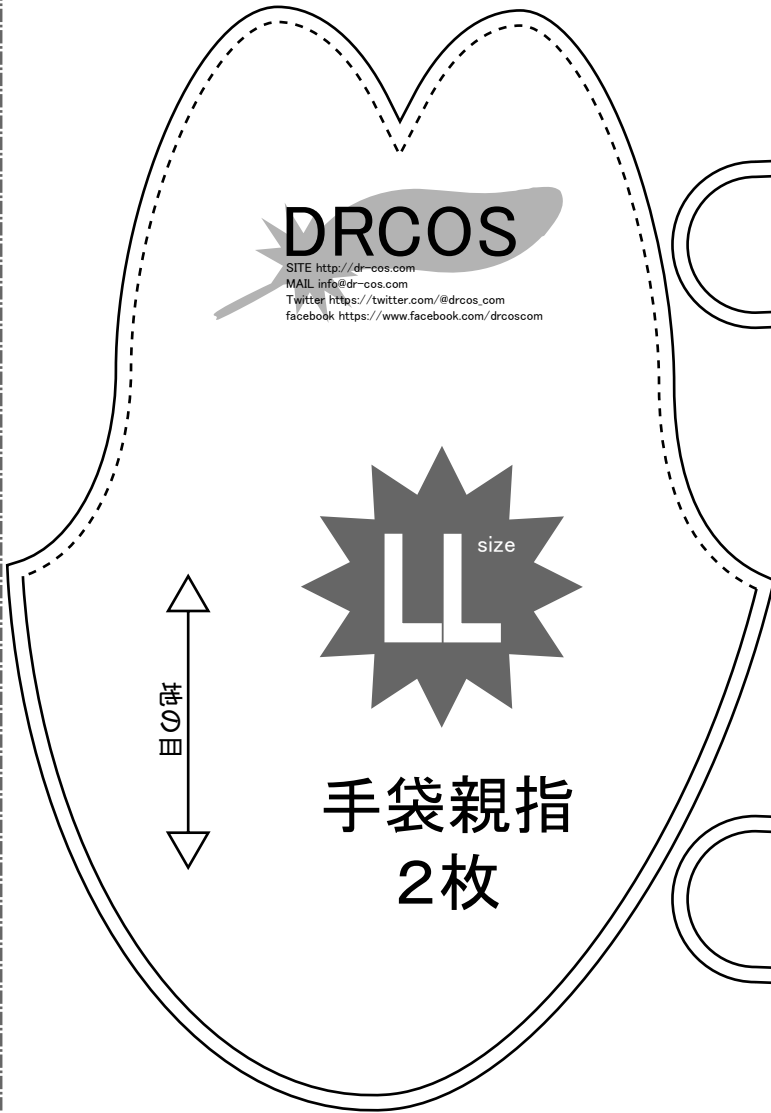 DRCOS
SITE http://dr-cos.com
MAIL info@dr-cos.com
Twitter https://twitter.com/@drcos_com
facebook https://www.facebook.com/drcoscom
LL size
地の目
手袋親指
2枚